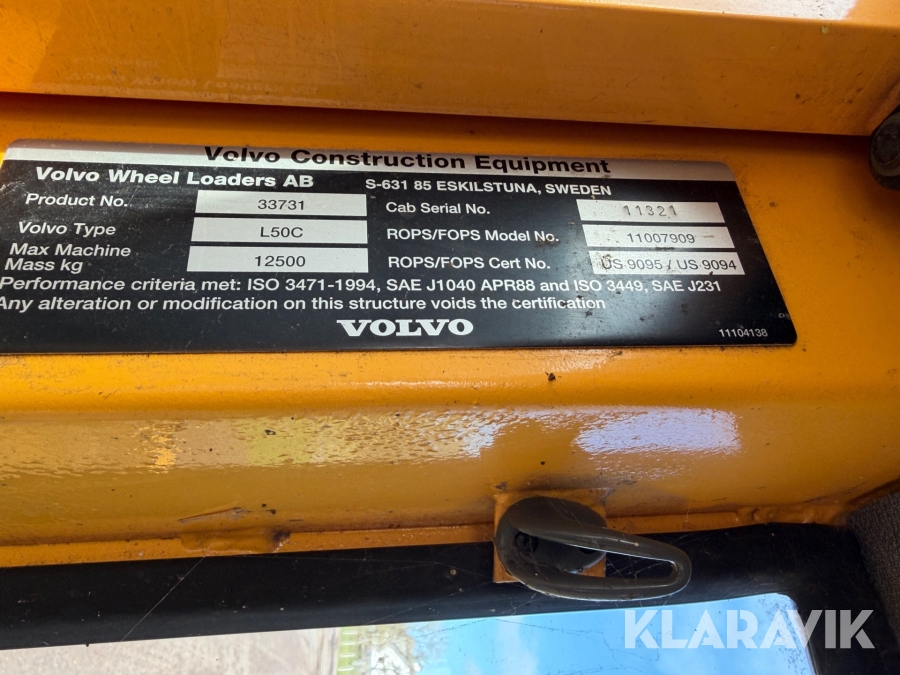 Volvo Construction Equipment
Volvo Wheel Loaders AB S-631 85 ESKILSTUNA, SWEDEN
Product No. 33731
Volvo Type L50C
Max Machine Mass kg 12500
Cab Serial No. 11321
ROPS/FOPS Model No. 11007909
ROPS/FOPS Cert No. US 9095 / US 9094
Performance criteria met: ISO 3471-1994, SAE J1040 APR88 and ISO 3449, SAE J231
Any alteration or modification on this structure voids the certification
VOLVO
11104138
KLARAVIK